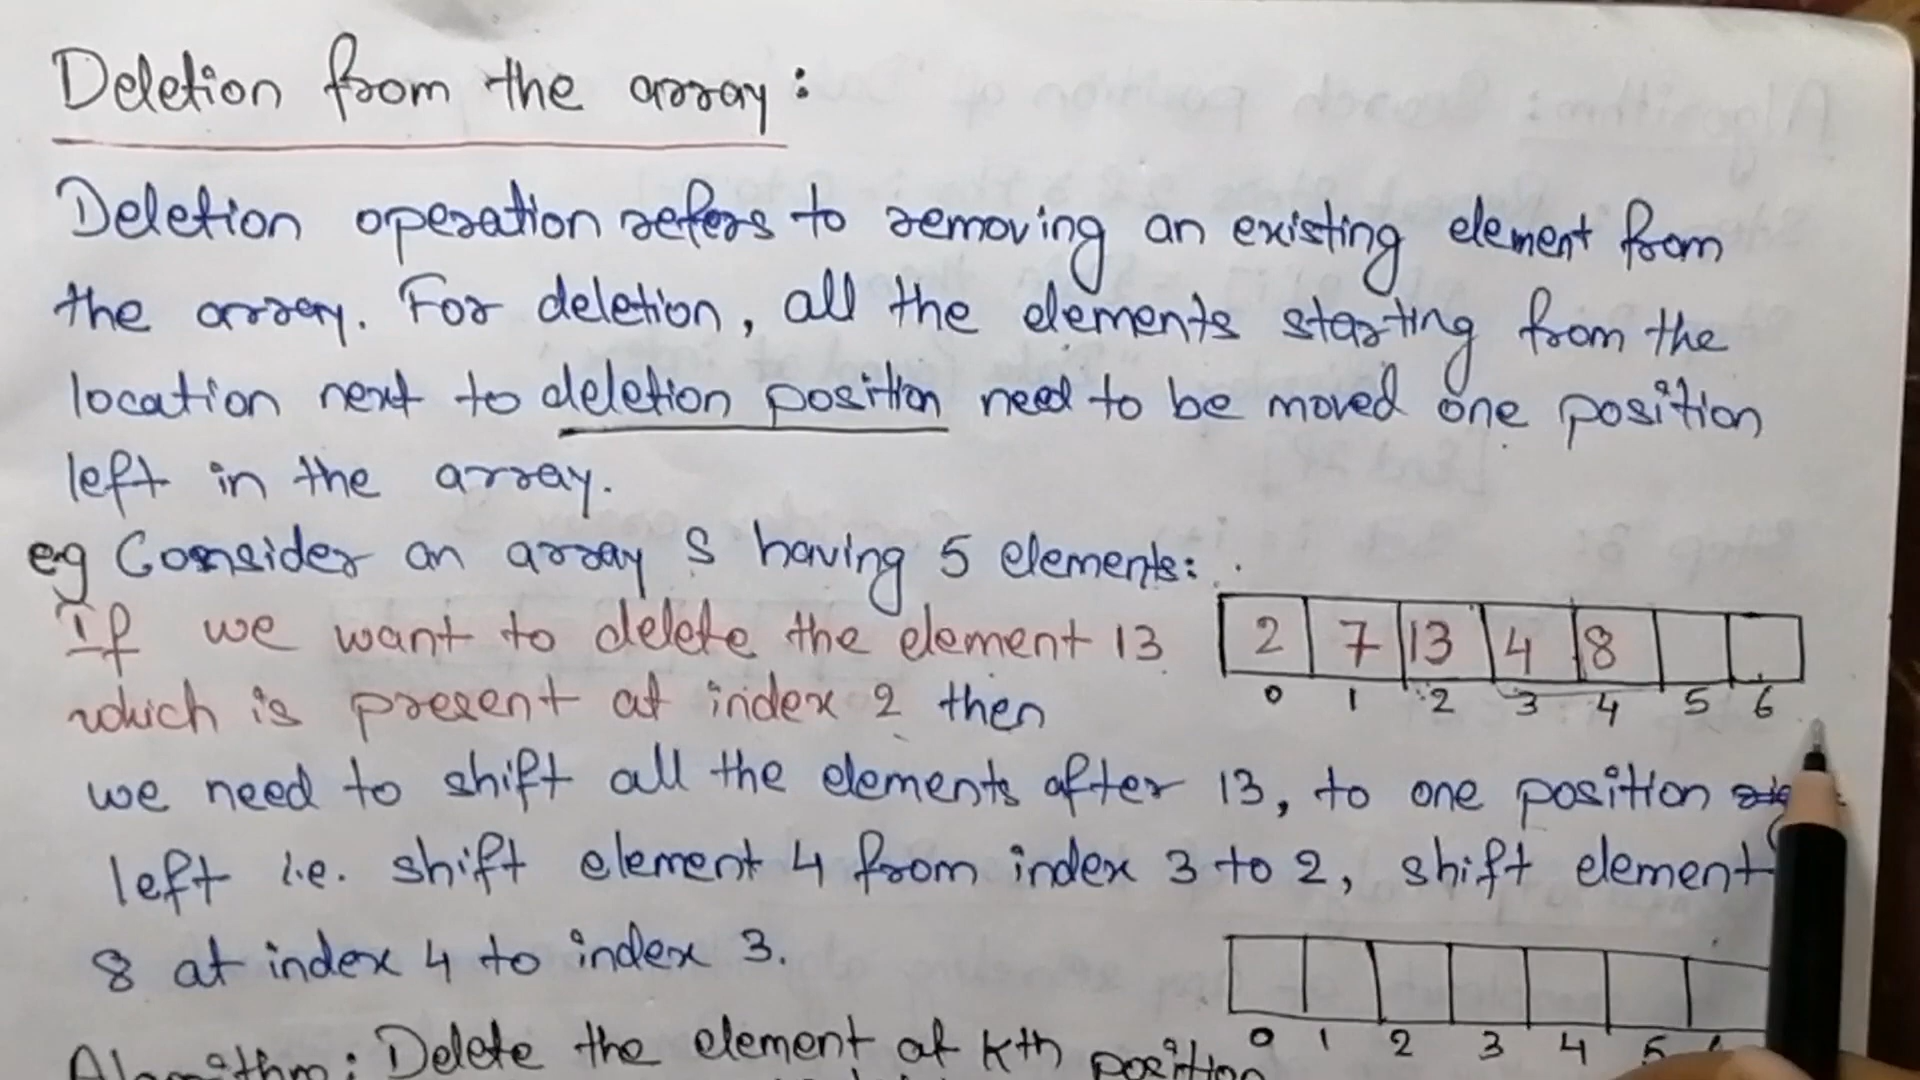 Deletion from the array:
Deletion operation refers to removing an existing element from
the array. For deletion, all the elements starting from the
location next to deletion position need to be moved one position
left in the array.
eg Consider an array S having 5 elements:
If we want to delete the element 13
2 7 13 4 8
which is present at index 2 then
0 1 2 3 4 5 6
we need to shift all the elements after 13, to one position
left i.e. shift element 4 from index 3 to 2, shift element
8 at index 4 to index 3.
Algorithm: Delete the element at Kth position
0 1 2 3 4 5